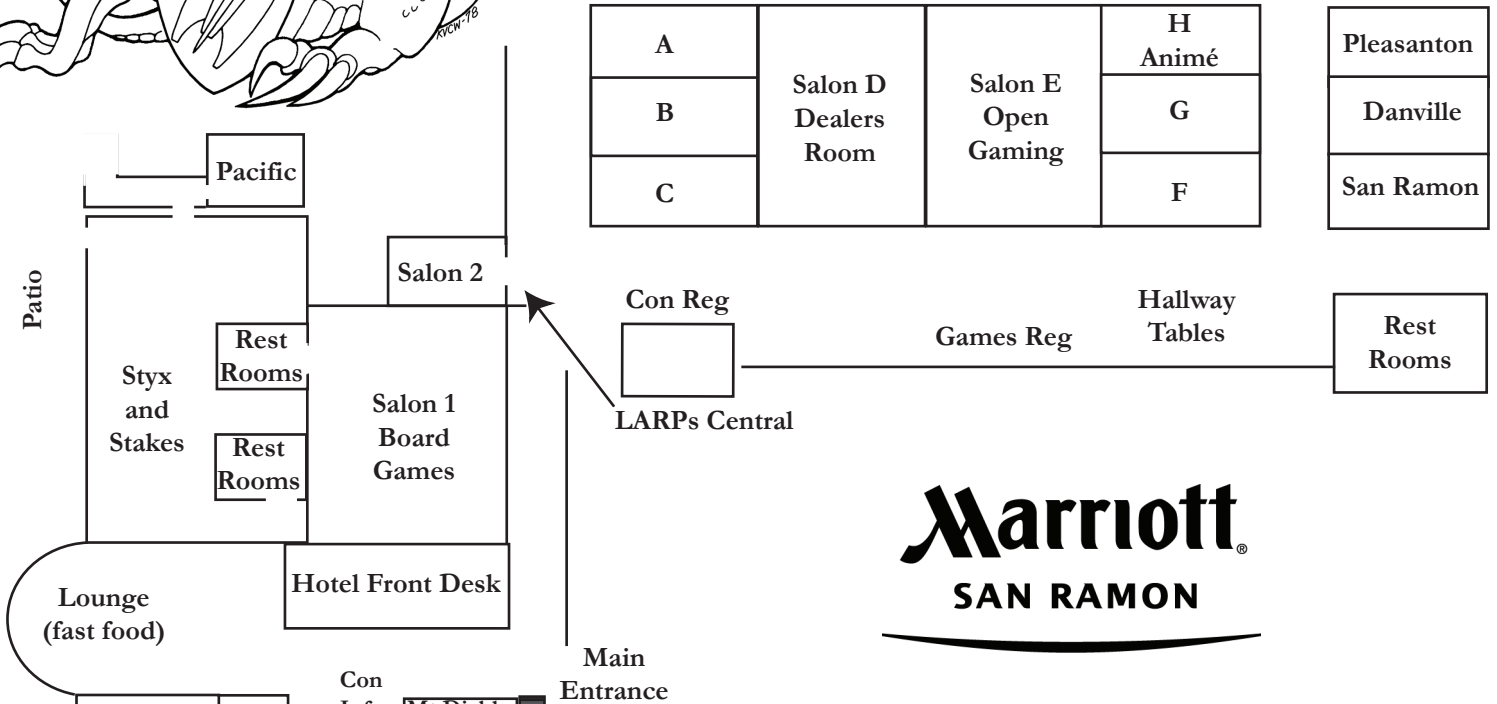 RVCW-98
A
B
C
Salon D
Dealers
Room
Salon E
Open
Gaming
H
Animé
G
F
Pleasanton
Danville
San Ramon
Pacific
Patio
Salon 2
Rest
Rooms
Styx
and
Stakes
Rest
Rooms
Salon 1
Board
Games
Con Reg
LARPs Central
Games Reg
Hallway
Tables
Rest
Rooms
Hotel Front Desk
Lounge
(fast food)
Con
Main
Entrance
Marriott®
SAN RAMON